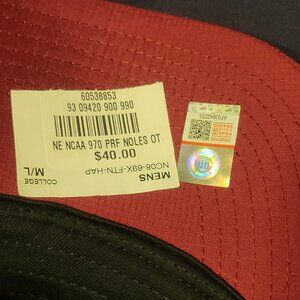 60538853
93 09420 900 990
NE NCAA 970 PRF NOLES OT
$40.00
MENS
NC08-69X-FTN-HAP
COLLEGE M/L
AF03642233